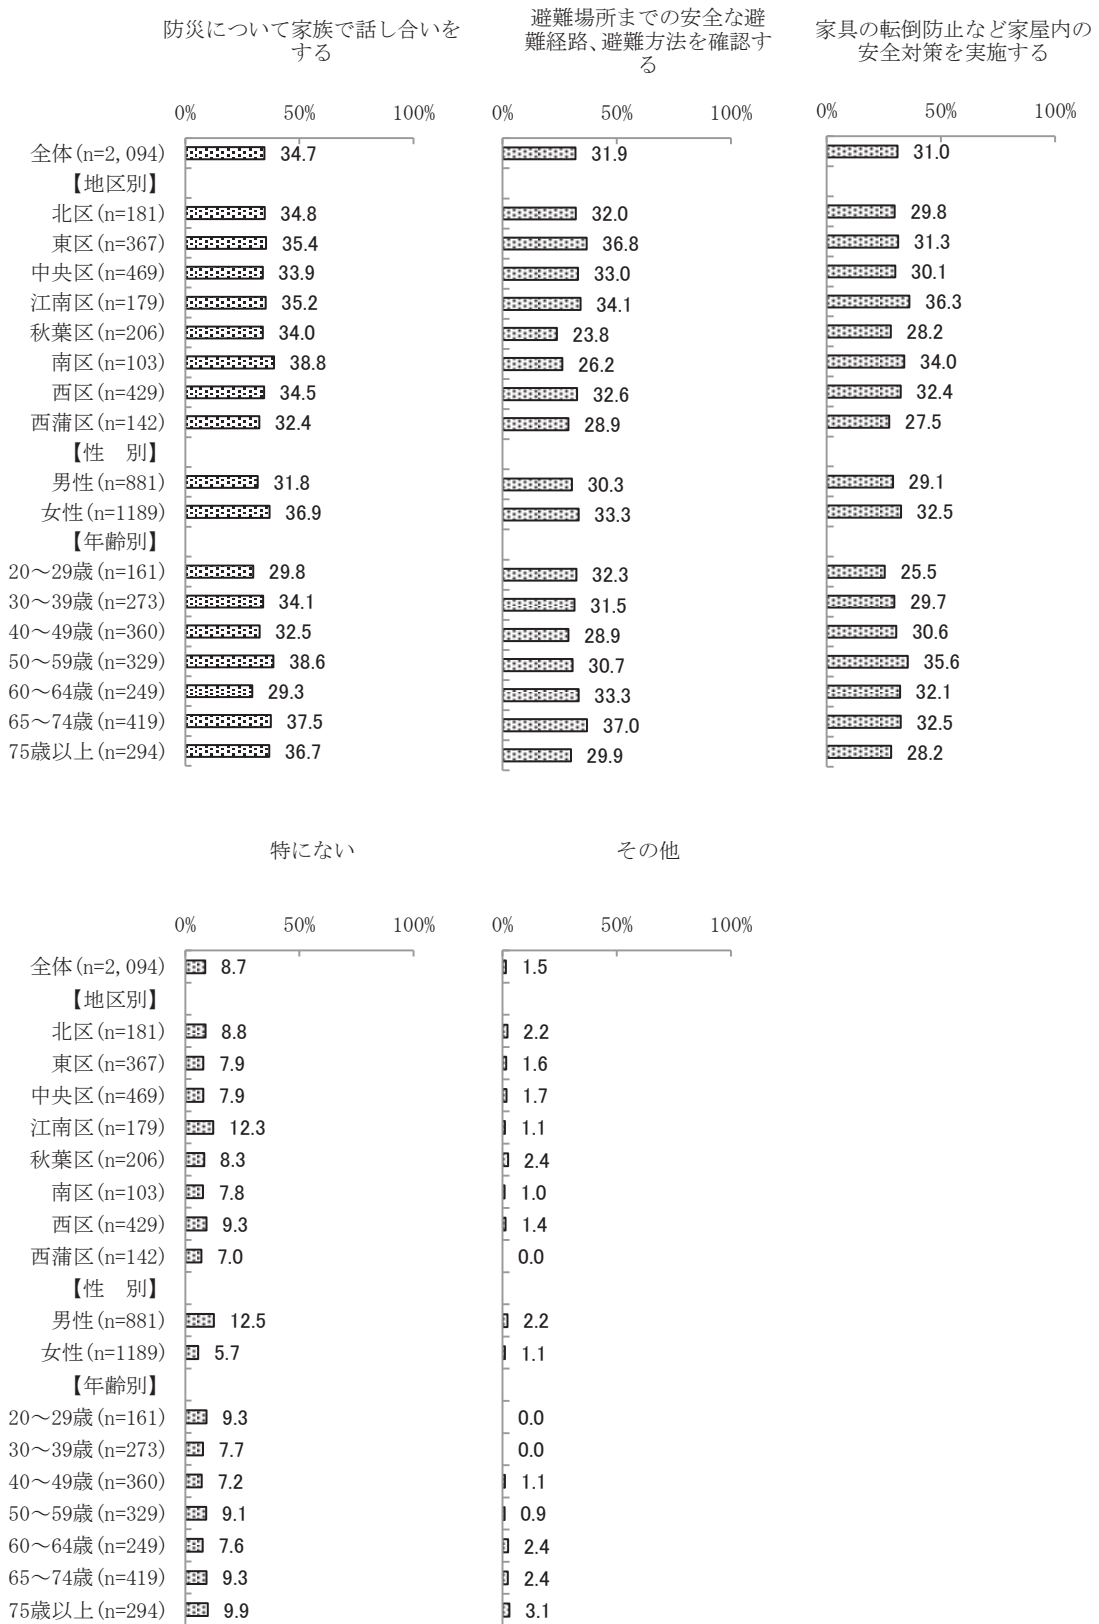 防災について家族で話し合いを
する
避難場所までの安全な避
難経路、避難方法を確認す
る
家具の転倒防止など家屋内の
安全対策を実施する
0% 50% 100% 0% 50% 100% 0% 50% 100%
全体(n=2,094) 34.7 31.9 31.0
【地区別】
北区(n=181) 34.8 32.0 29.8
東区(n=367) 35.4 36.8 31.3
中央区(n=469) 33.9 33.0 30.1
江南区(n=179) 35.2 34.1 36.3
秋葉区(n=206) 34.0 23.8 28.2
南区(n=103) 38.8 26.2 34.0
西区(n=429) 34.5 32.6 32.4
西蒲区(n=142) 32.4 28.9 27.5
【性　別】
男性(n=881) 31.8 30.3 29.1
女性(n=1189) 36.9 33.3 32.5
【年齢別】
20～29歳(n=161) 29.8 32.3 25.5
30～39歳(n=273) 34.1 31.5 29.7
40～49歳(n=360) 32.5 28.9 30.6
50～59歳(n=329) 38.6 30.7 35.6
60～64歳(n=249) 29.3 33.3 32.1
65～74歳(n=419) 37.5 37.0 32.5
75歳以上(n=294) 36.7 29.9 28.2
特にない その他
0% 50% 100% 0% 50% 100%
全体(n=2,094) 8.7 1.5
【地区別】
北区(n=181) 8.8 2.2
東区(n=367) 7.9 1.6
中央区(n=469) 7.9 1.7
江南区(n=179) 12.3 1.1
秋葉区(n=206) 8.3 2.4
南区(n=103) 7.8 1.0
西区(n=429) 9.3 1.4
西蒲区(n=142) 7.0 0.0
【性　別】
男性(n=881) 12.5 2.2
女性(n=1189) 5.7 1.1
【年齢別】
20～29歳(n=161) 9.3 0.0
30～39歳(n=273) 7.7 0.0
40～49歳(n=360) 7.2 1.1
50～59歳(n=329) 9.1 0.9
60～64歳(n=249) 7.6 2.4
65～74歳(n=419) 9.3 2.4
75歳以上(n=294) 9.9 3.1